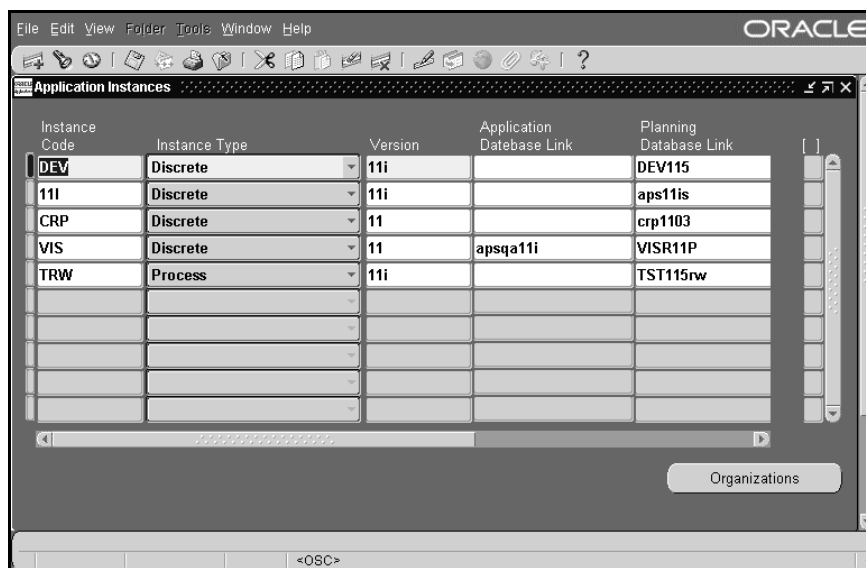 File Edit View Folder Tools Window Help ORACLE
Application Instances
Instance Code Instance Type Version Application Datebase Link Planning Database Link [ ]
DEV Discrete 11i DEV115
11I Discrete 11i aps11is
CRP Discrete 11 crp1103
VIS Discrete 11 apsqa11i VISR11P
TRW Process 11i TST115rw
Organizations
<OSC>